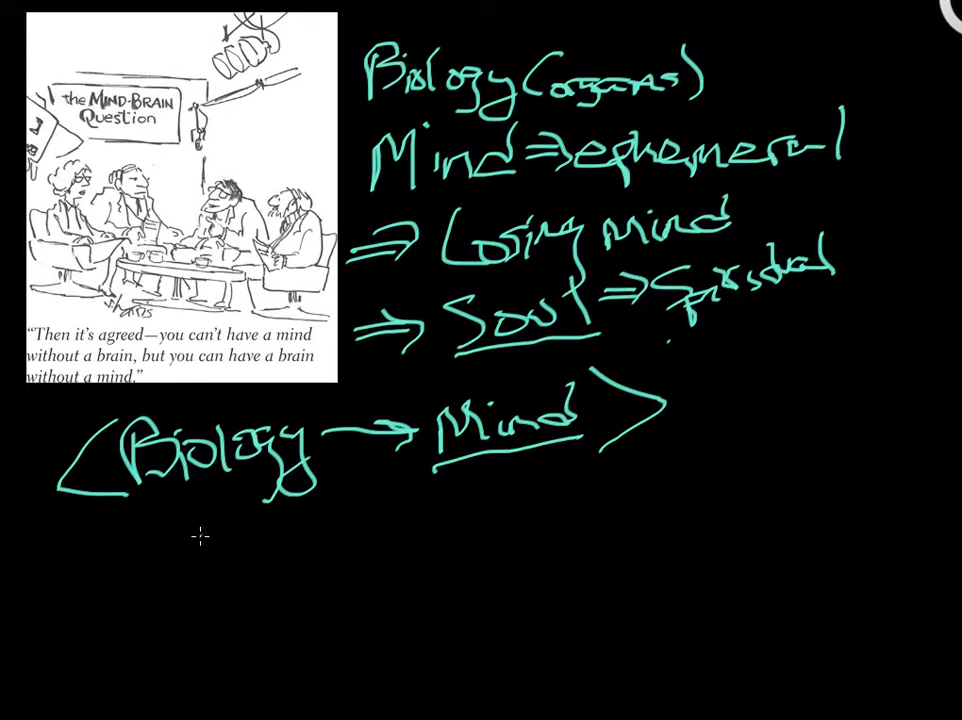 the MIND-BRAIN
Question
"Then it's agreed—you can't have a mind
without a brain, but you can have a brain
without a mind."
Biology (organs)
Mind ⇒ ephemeral
⇒ Losing Mind
⇒ Soul ⇒ Spiritual
Biology → Mind